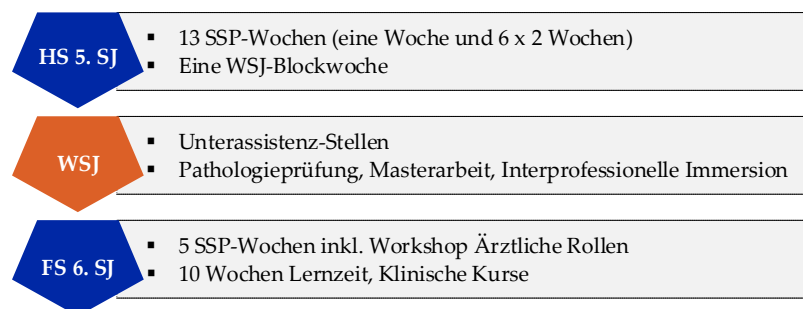 HS 5. SJ
▪ 13 SSP-Wochen (eine Woche und 6 x 2 Wochen)
▪ Eine WSJ-Blockwoche
WSJ
▪ Unterassistenz-Stellen
▪ Pathologieprüfung, Masterarbeit, Interprofessionelle Immersion
FS 6. SJ
▪ 5 SSP-Wochen inkl. Workshop Ärztliche Rollen
▪ 10 Wochen Lernzeit, Klinische Kurse